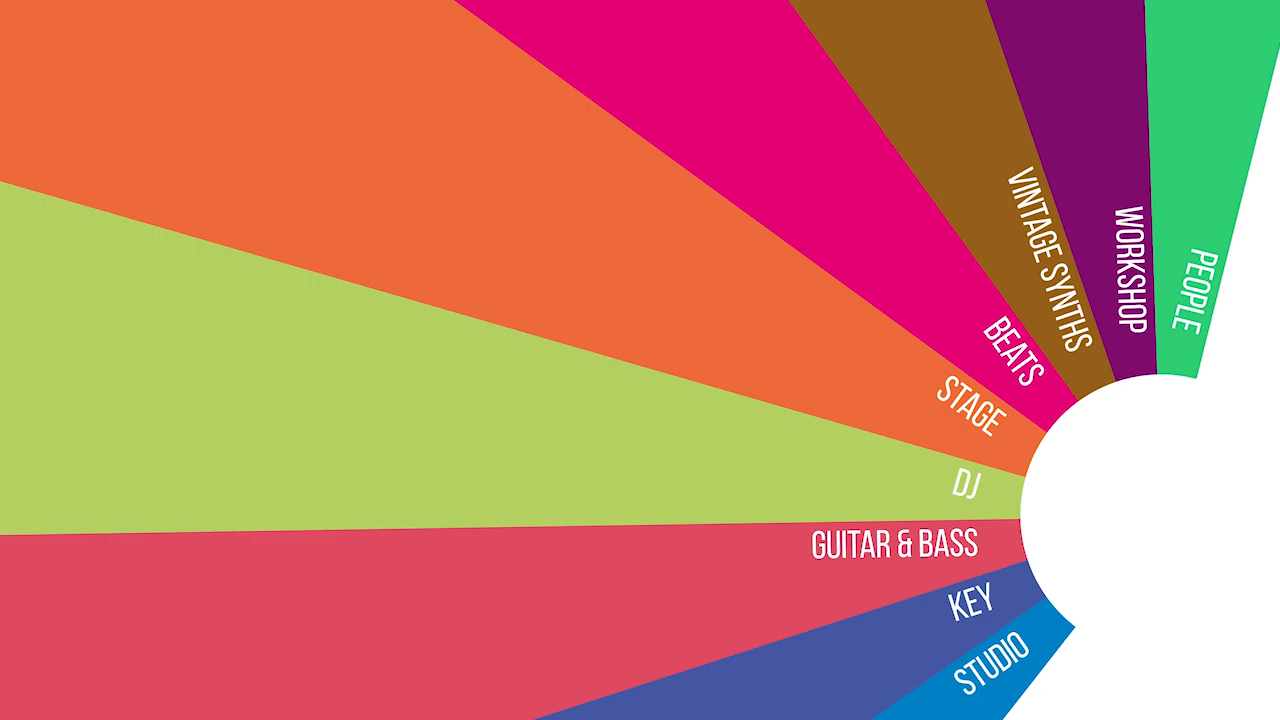 VINTAGE SYNTHS
WORKSHOP
PEOPLE
BEATS
STAGE
DJ
GUITAR & BASS
KEY
STUDIO